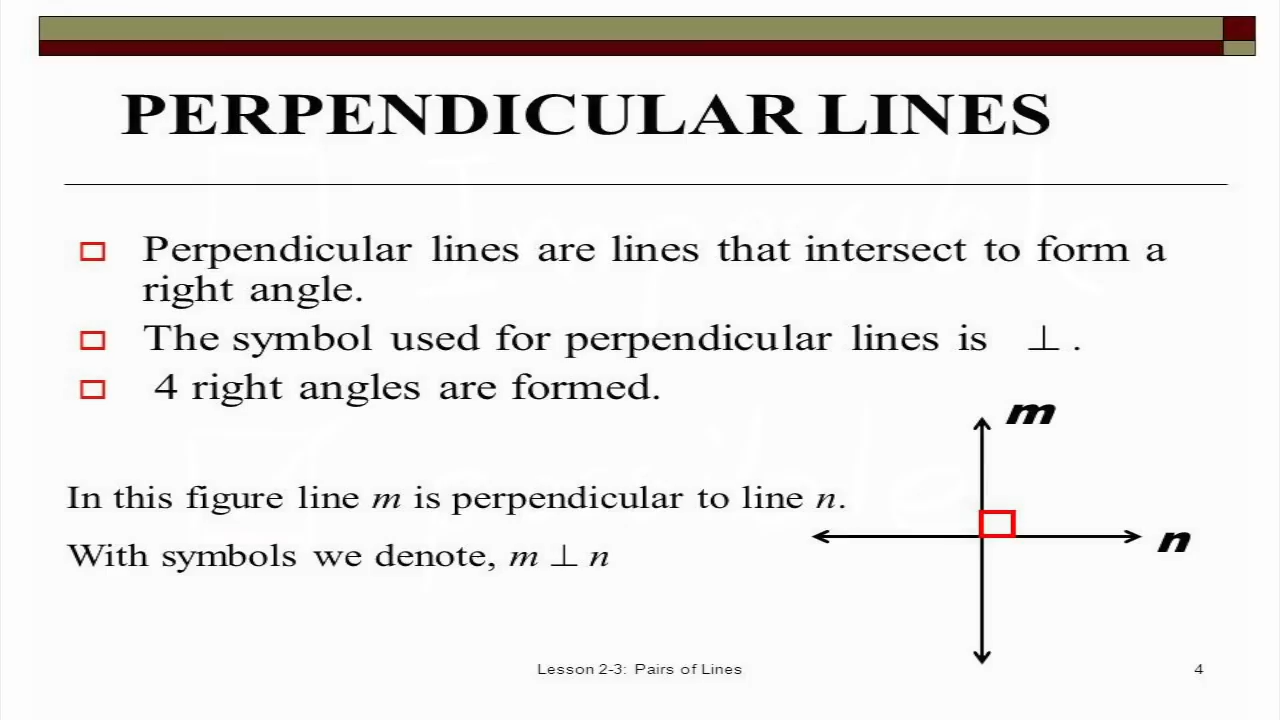 PERPENDICULAR LINES
Perpendicular lines are lines that intersect to form a
right angle.
The symbol used for perpendicular lines is ⊥ .
4 right angles are formed.
m
In this figure line m is perpendicular to line n.
n
With symbols we denote, m ⊥ n
Lesson 2-3: Pairs of Lines
4